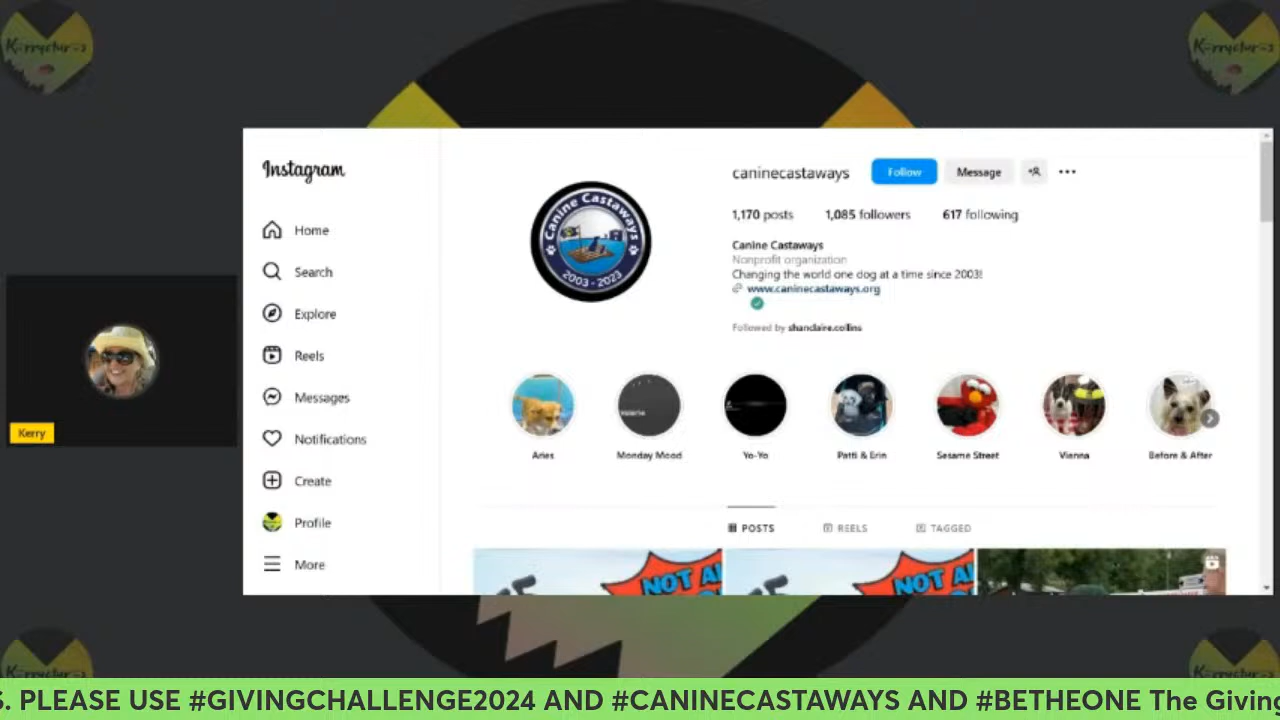 Kerryclures
Kerryclures
Instagram
Home
Search
Explore
Reels
Messages
Notifications
Create
Profile
More
Kerry
Canine Castaways
2003 - 2023
caninecastaways
Follow
Message
1,170 posts
1,085 followers
617 following
Canine Castaways
Nonprofit organization
Changing the world one dog at a time since 2003!
www.caninecastaways.org
Followed by shanclaire.collins
Aries
Monday Mood
Yo-Yo
Patti & Erin
Sesame Street
Vienna
Before & After
POSTS
REELS
TAGGED
NOT A
NOT A
S. PLEASE USE #GIVINGCHALLENGE2024 AND #CANINECASTAWAYS AND #BETHEONE The Giving